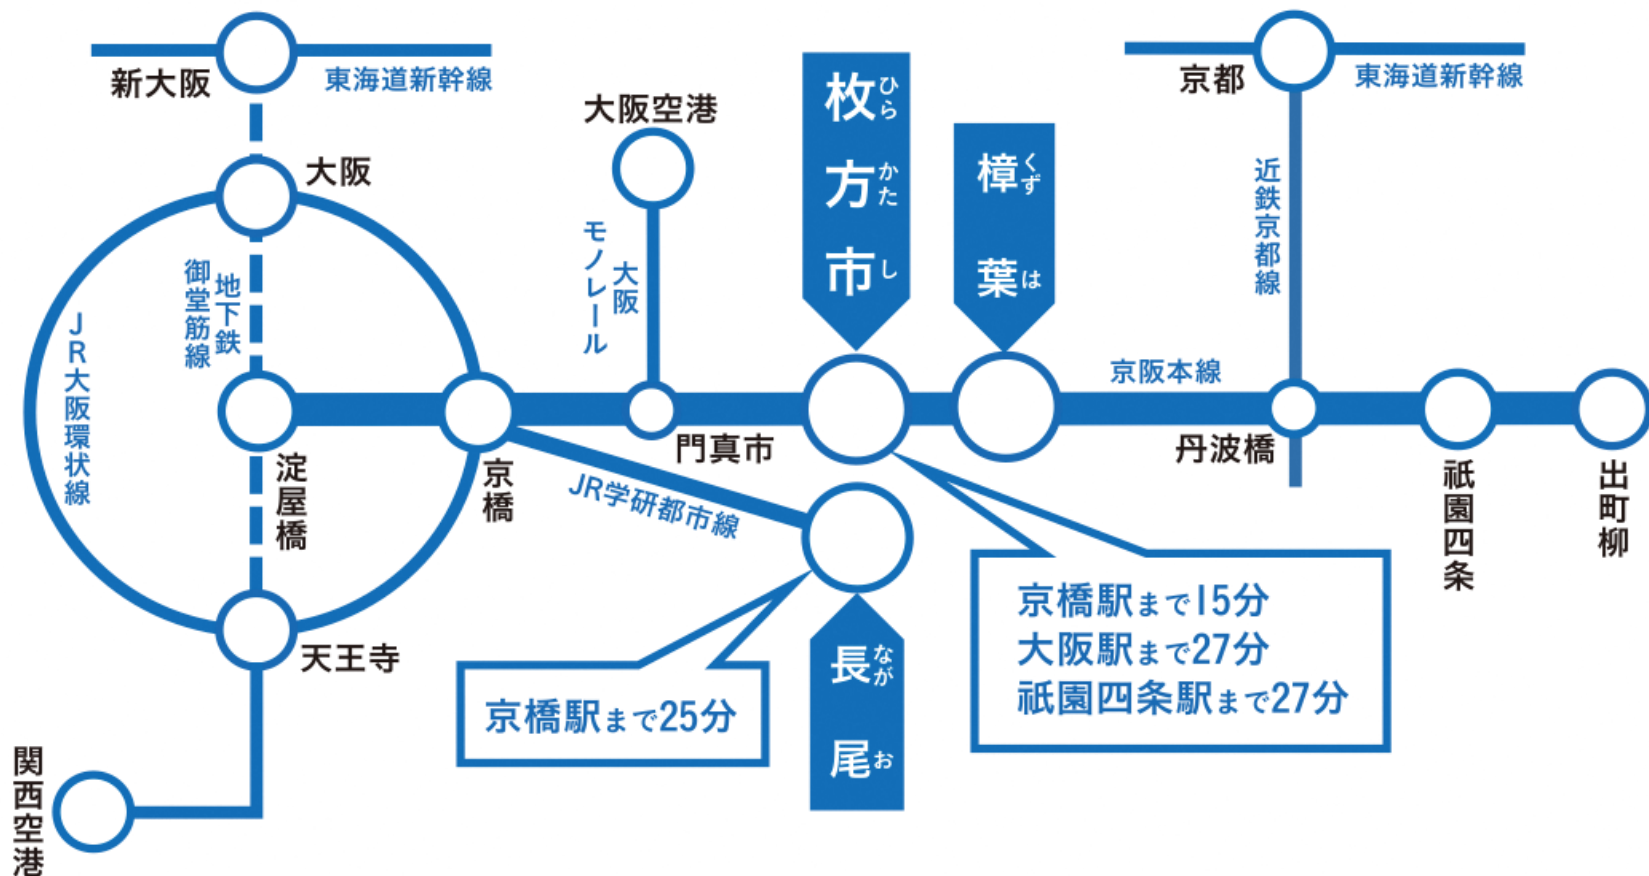 新大阪
東海道新幹線
大阪
大阪空港
枚方市
ひらかたし
樟葉
くずは
京都
東海道新幹線
近鉄京都線
大阪
モノレール
地下鉄
御堂筋線
JR大阪環状線
京阪本線
淀屋橋
京橋
門真市
丹波橋
祇園四条
出町柳
JR学研都市線
天王寺
関西空港
京橋駅まで25分
長尾
ながお
京橋駅まで15分
大阪駅まで27分
祇園四条駅まで27分